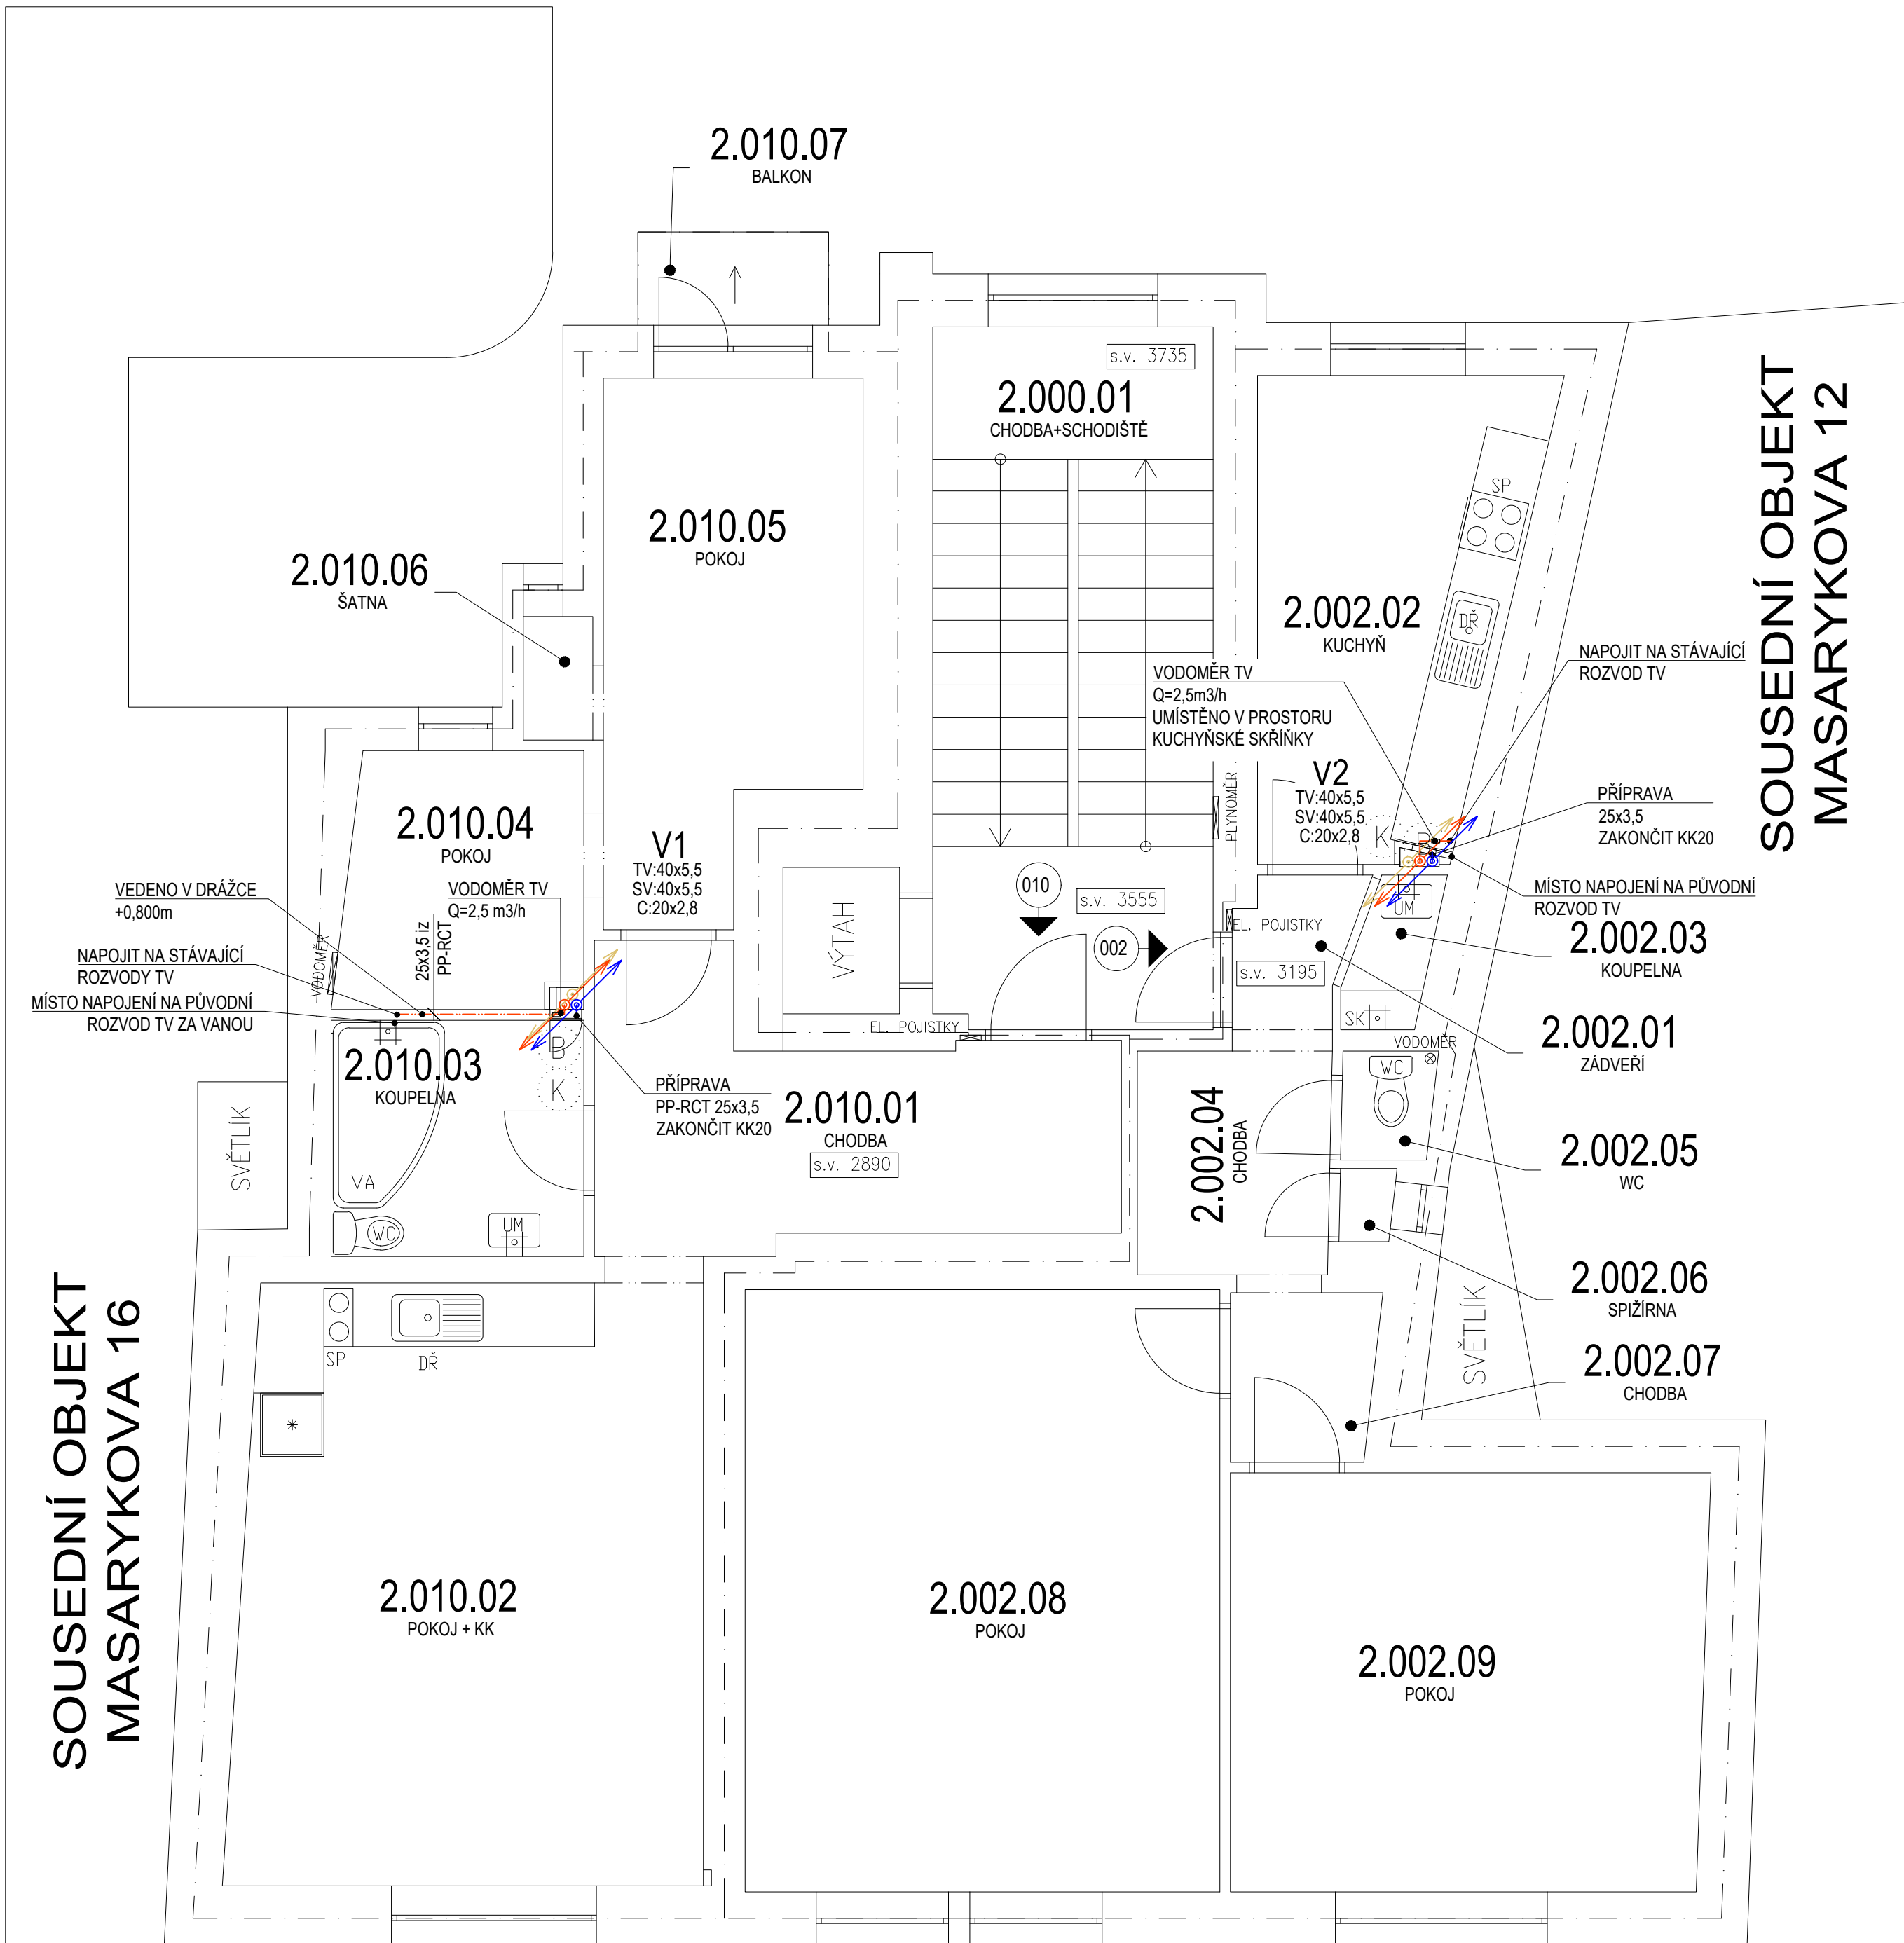 2.010.07
BALKON
s.v. 3735
2.000.01
CHODBA+SCHODIŠTĚ
SOUSEDNÍ OBJEKT
MASARYKOVA 12
SP
2.010.05
POKOJ
2.010.06
ŠATNA
2.002.02
KUCHYŇ
DŘ
NAPOJIT NA STÁVAJÍCÍ
ROZVOD TV
VODOMĚR TV
Q=2,5m3/h
UMÍSTĚNO V PROSTORU
KUCHYŇSKÉ SKŘÍŇKY
V2
TV:40x5,5
SV:40x5,5
C:20x2,8
PLYNOMĚR
K
B
PŘÍPRAVA
25x3,5
ZAKONČIT KK20
2.010.04
POKOJ
V1
TV:40x5,5
SV:40x5,5
C:20x2,8
VEDENO V DRÁŽCE
+0,800m
VODOMĚR TV
Q=2,5 m3/h
25x3,5 iz
PP-RCT
VODOMĚR
NAPOJIT NA STÁVAJÍCÍ
ROZVODY TV
MÍSTO NAPOJENÍ NA PŮVODNÍ
ROZVOD TV ZA VANOU
VÝTAH
010
s.v. 3555
002
EL. POJISTKY
s.v. 3195
UM
MÍSTO NAPOJENÍ NA PŮVODNÍ
ROZVOD TV
2.002.03
KOUPELNA
SK
VODOMĚR
WC
2.002.01
ZÁDVEŘÍ
EL. POJISTKY
2.010.03
KOUPELNA
B
K
PŘÍPRAVA
PP-RCT 25x3,5
ZAKONČIT KK20
2.010.01
CHODBA
s.v. 2890
2.002.04
CHODBA
2.002.05
WC
SVĚTLÍK
VA
WC
UM
2.002.06
SPIŽÍRNA
SVĚTLÍK
2.002.07
CHODBA
SOUSEDNÍ OBJEKT
MASARYKOVA 16
SP
DŘ
2.010.02
POKOJ + KK
2.002.08
POKOJ
2.002.09
POKOJ